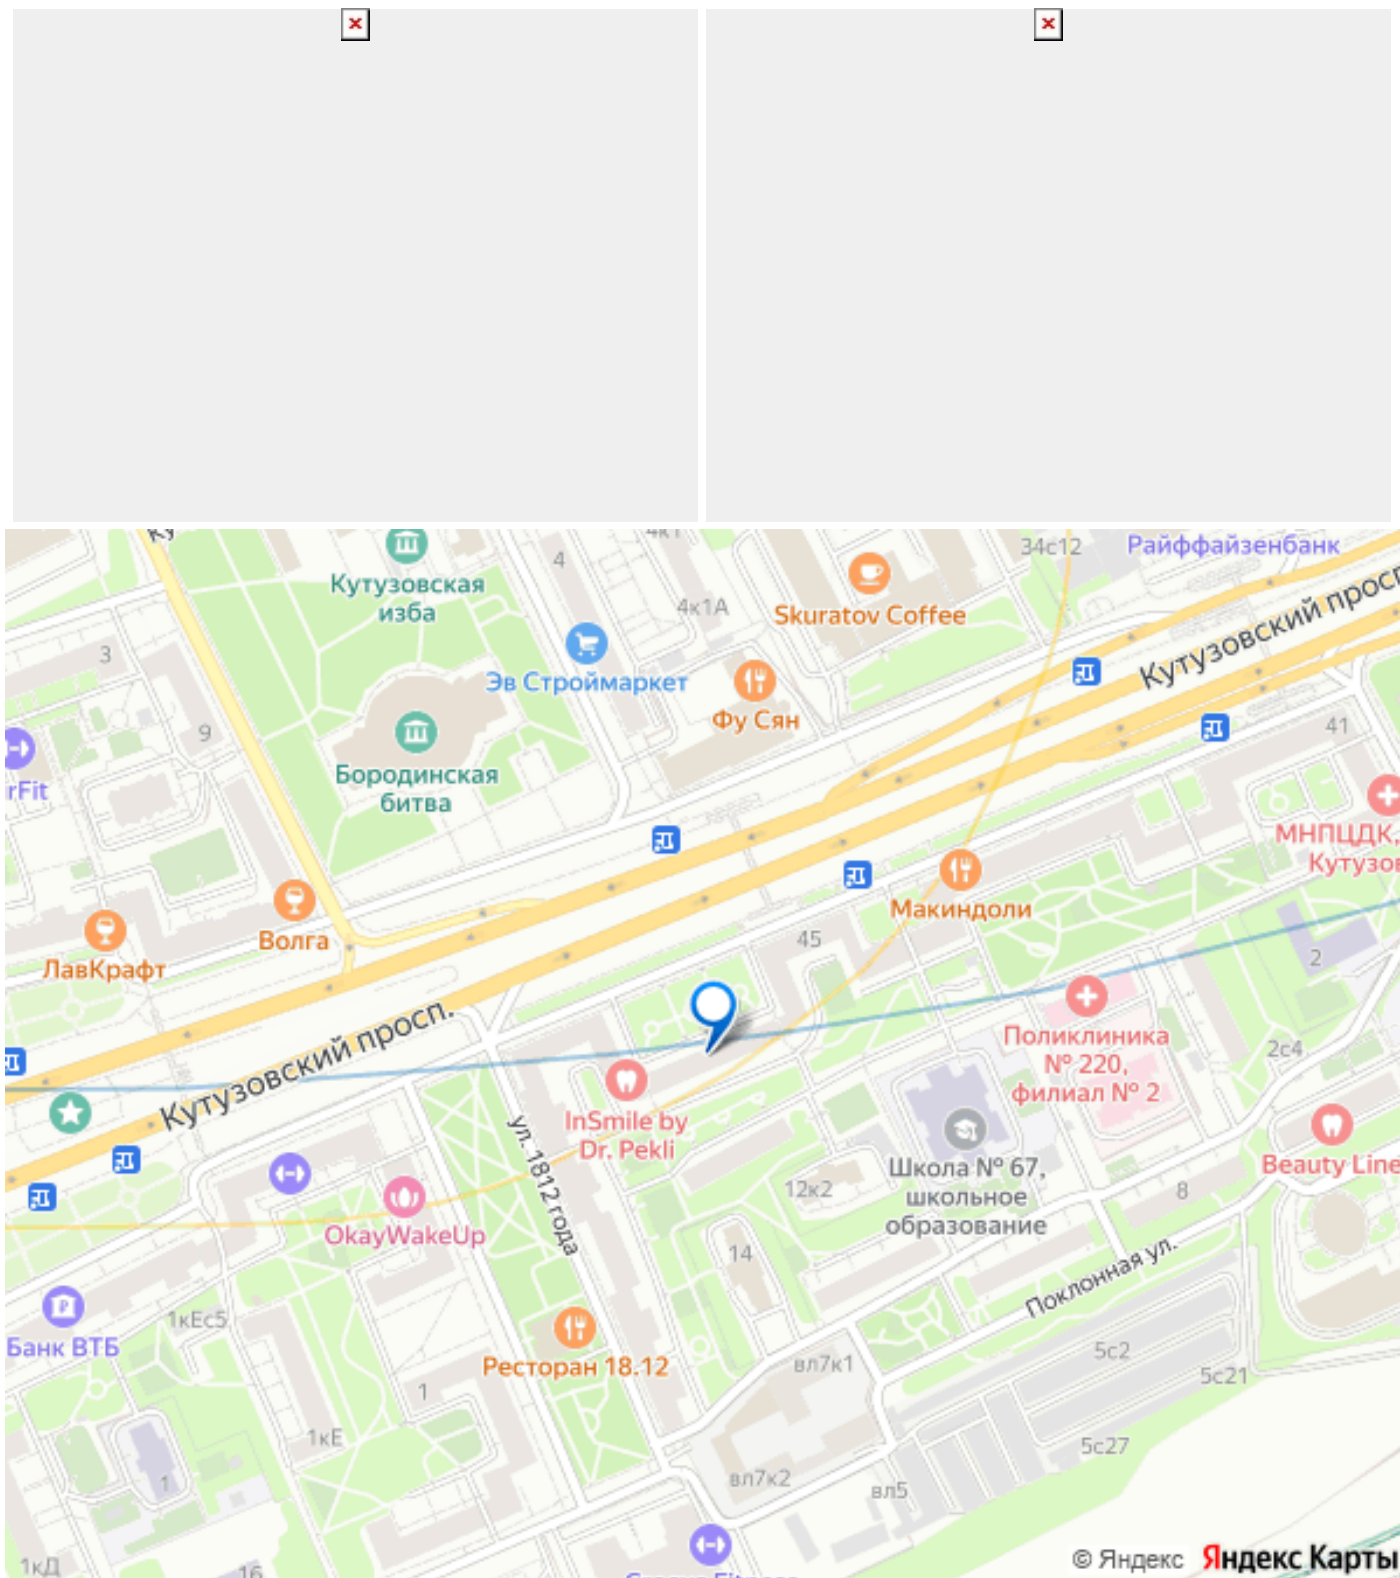 4к1
34с12
Райффайзенбанк
Кутузовская
изба
4
4к1А
Skuratov Coffee
Кутузовский просп
3
Эв Строймаркет
Фу Сян
9
41
Бородинская
битва
rFit
МНПЦДК,
Кутузов
Макиндоли
Волга
45
ЛавКрафт
2
Кутузовский просп.
Поликлиника
№ 220,
филиал № 2
2с4
InSmile by
Dr. Pekli
ул. 1812 года
Школа № 67,
школьное
образование
Beauty Line
12к2
8
OkayWakeUp
14
Поклонная ул.
1кЕс5
Банк ВТБ
Ресторан 18.12
вл7к1
5с2
5с21
1
1кЕ
5с27
1
вл7к2
вл5
1кД
16
© Яндекс Яндекс Карты